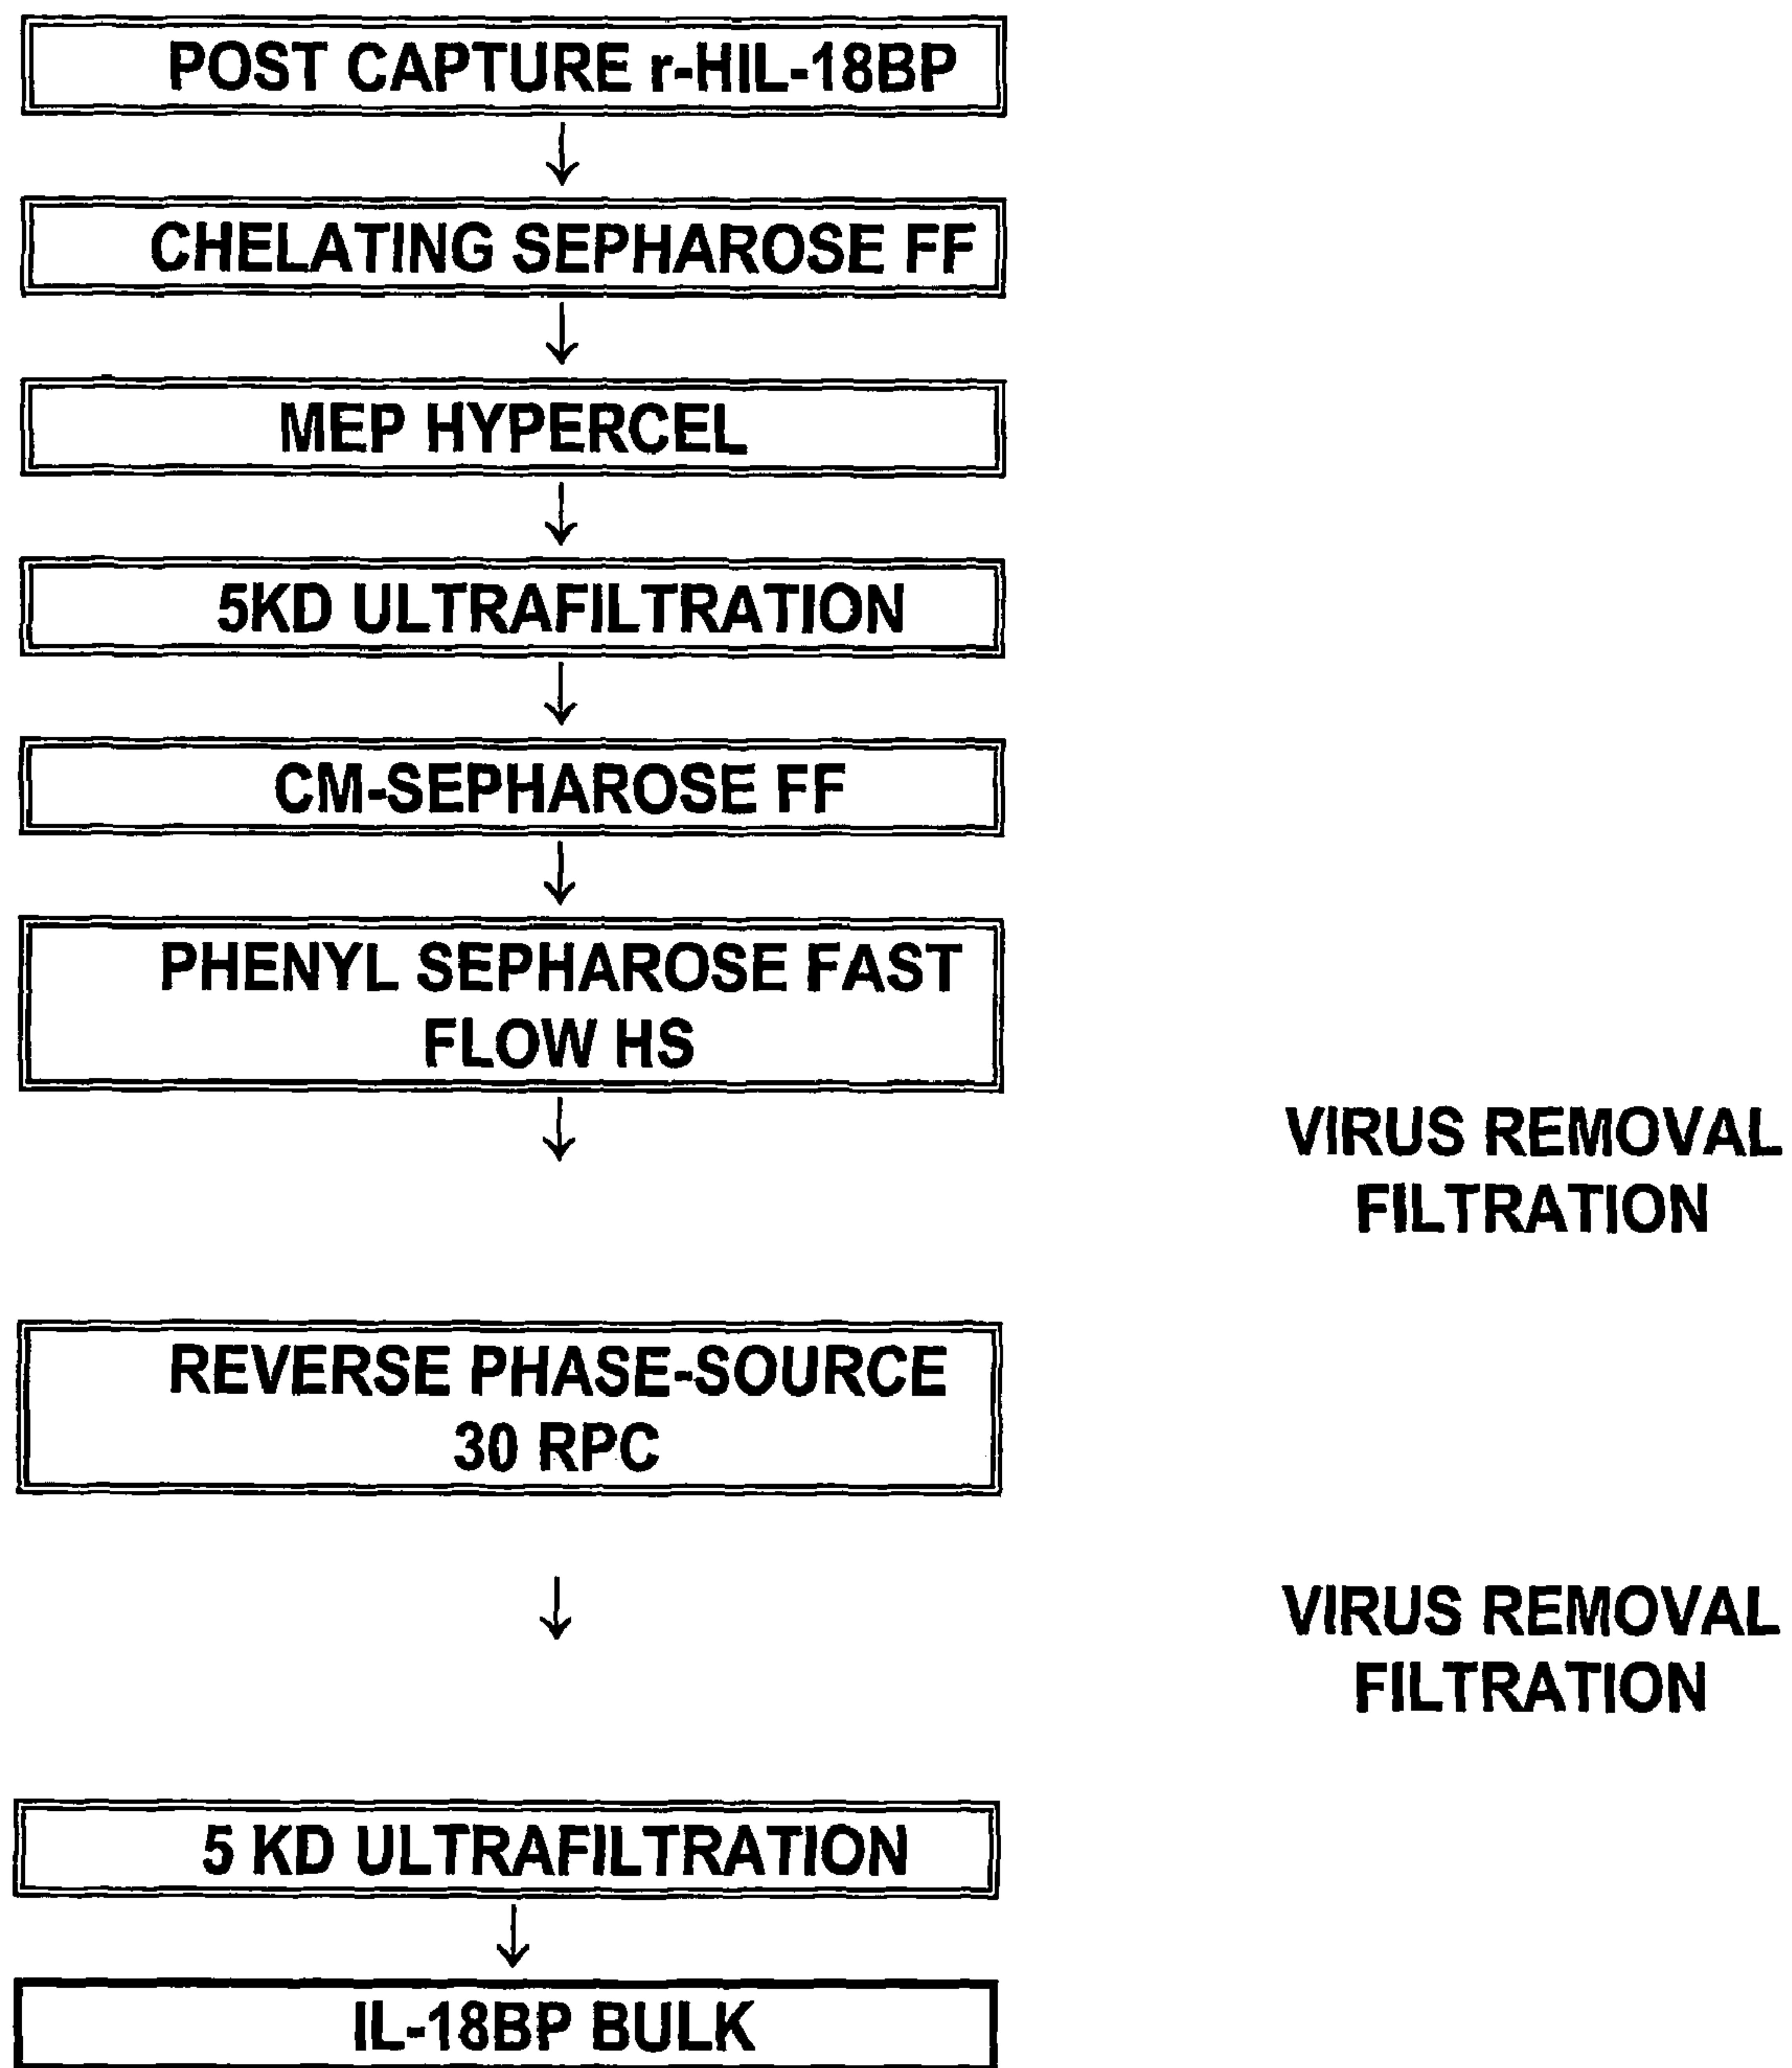 POST CAPTURE r-HIL-18BP
↓
CHELATING SEPHAROSE FF
↓
MEP HYPERCEL
↓
5KD ULTRAFILTRATION
↓
CM-SEPHAROSE FF
↓
PHENYL SEPHAROSE FAST
FLOW HS
↓
VIRUS REMOVAL
FILTRATION
REVERSE PHASE-SOURCE
30 RPC
↓
VIRUS REMOVAL
FILTRATION
5 KD ULTRAFILTRATION
↓
IL-18BP BULK